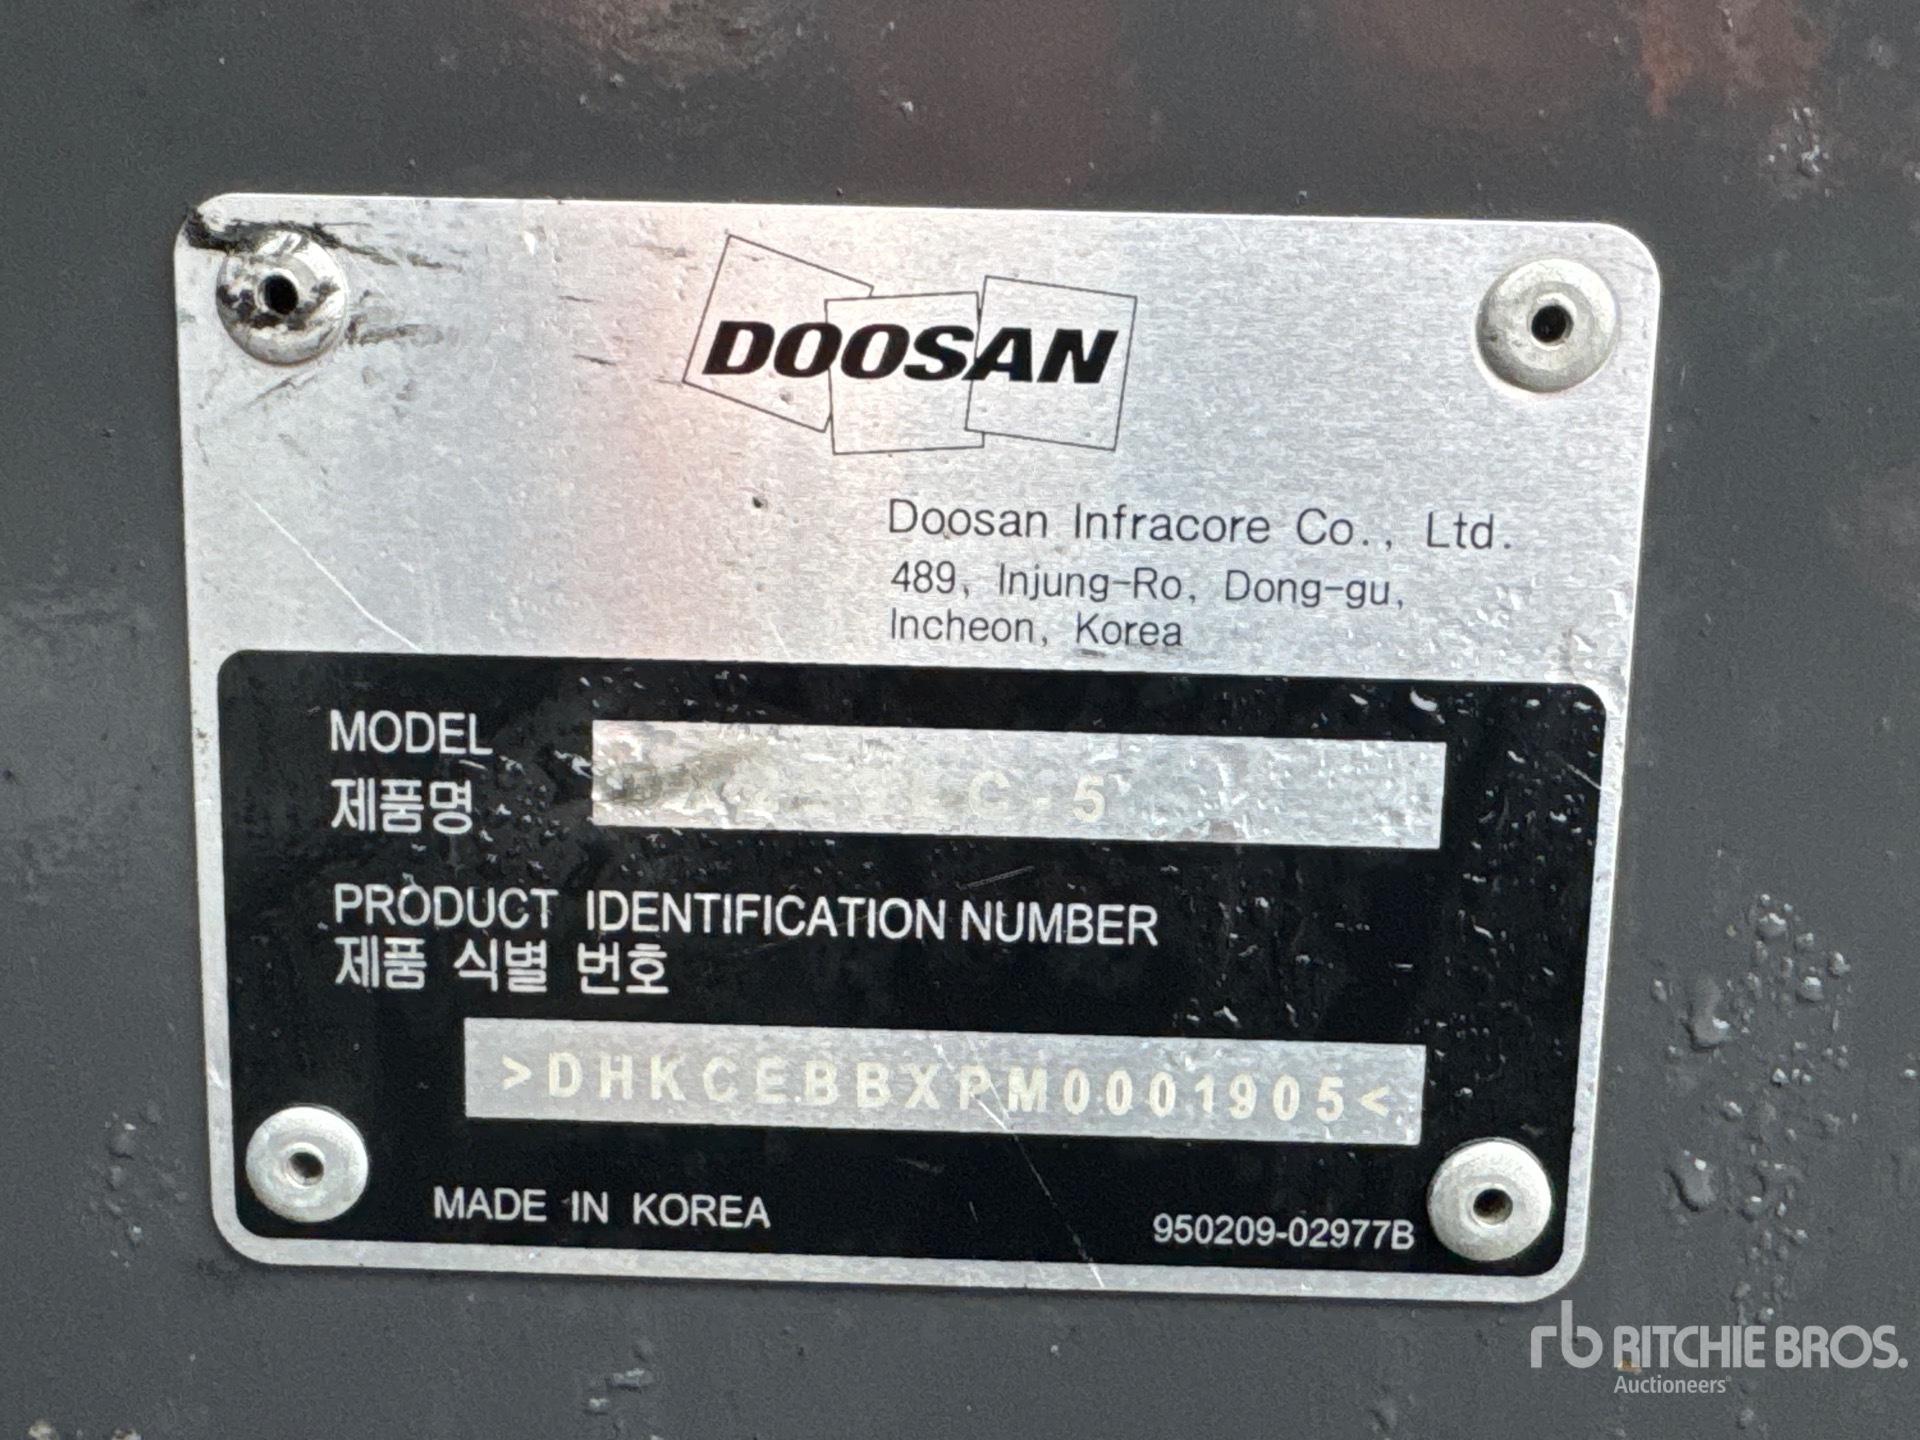 DOOSAN
Doosan Infracore Co., Ltd.
489, Injung-Ro, Dong-gu,
Incheon, Korea
MODEL
제품명
PRODUCT IDENTIFICATION NUMBER
제품 식별 번호
>DHKCEBBXPM0001905<
MADE IN KOREA
950209-02977B
rb RITCHIE BROS.
Auctioneers